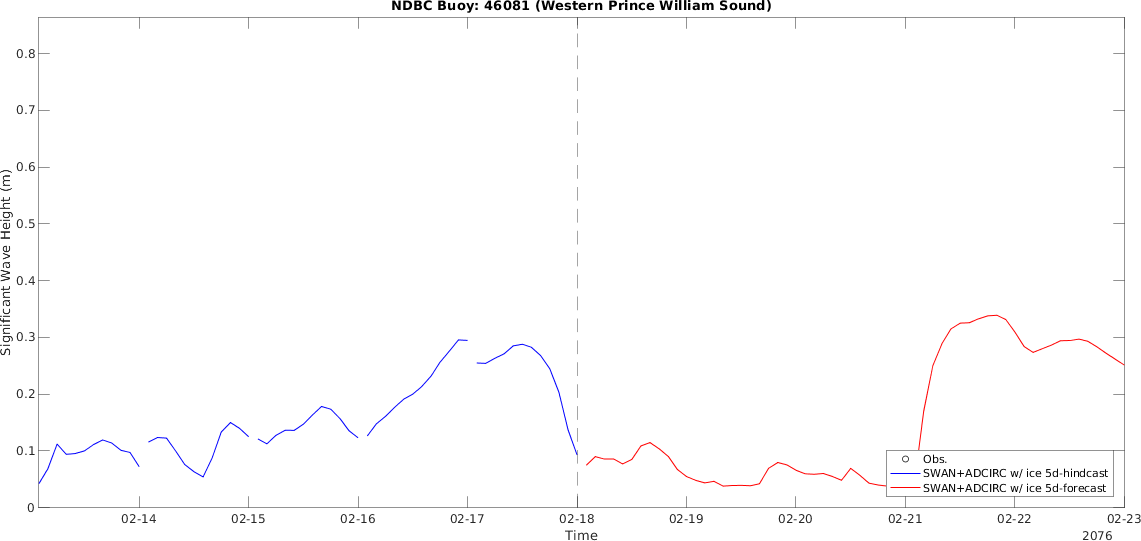 NDBC Buoy: 46081 (Western Prince William Sound)
Significant Wave Height (m)
0.8
0.7
0.6
0.5
0.4
0.3
0.2
0.1
0
Obs.
SWAN+ADCIRC w/ ice 5d-hindcast
SWAN+ADCIRC w/ ice 5d-forecast
02-14 02-15 02-16 02-17 02-18 02-19 02-20 02-21 02-22 02-23
Time
2076